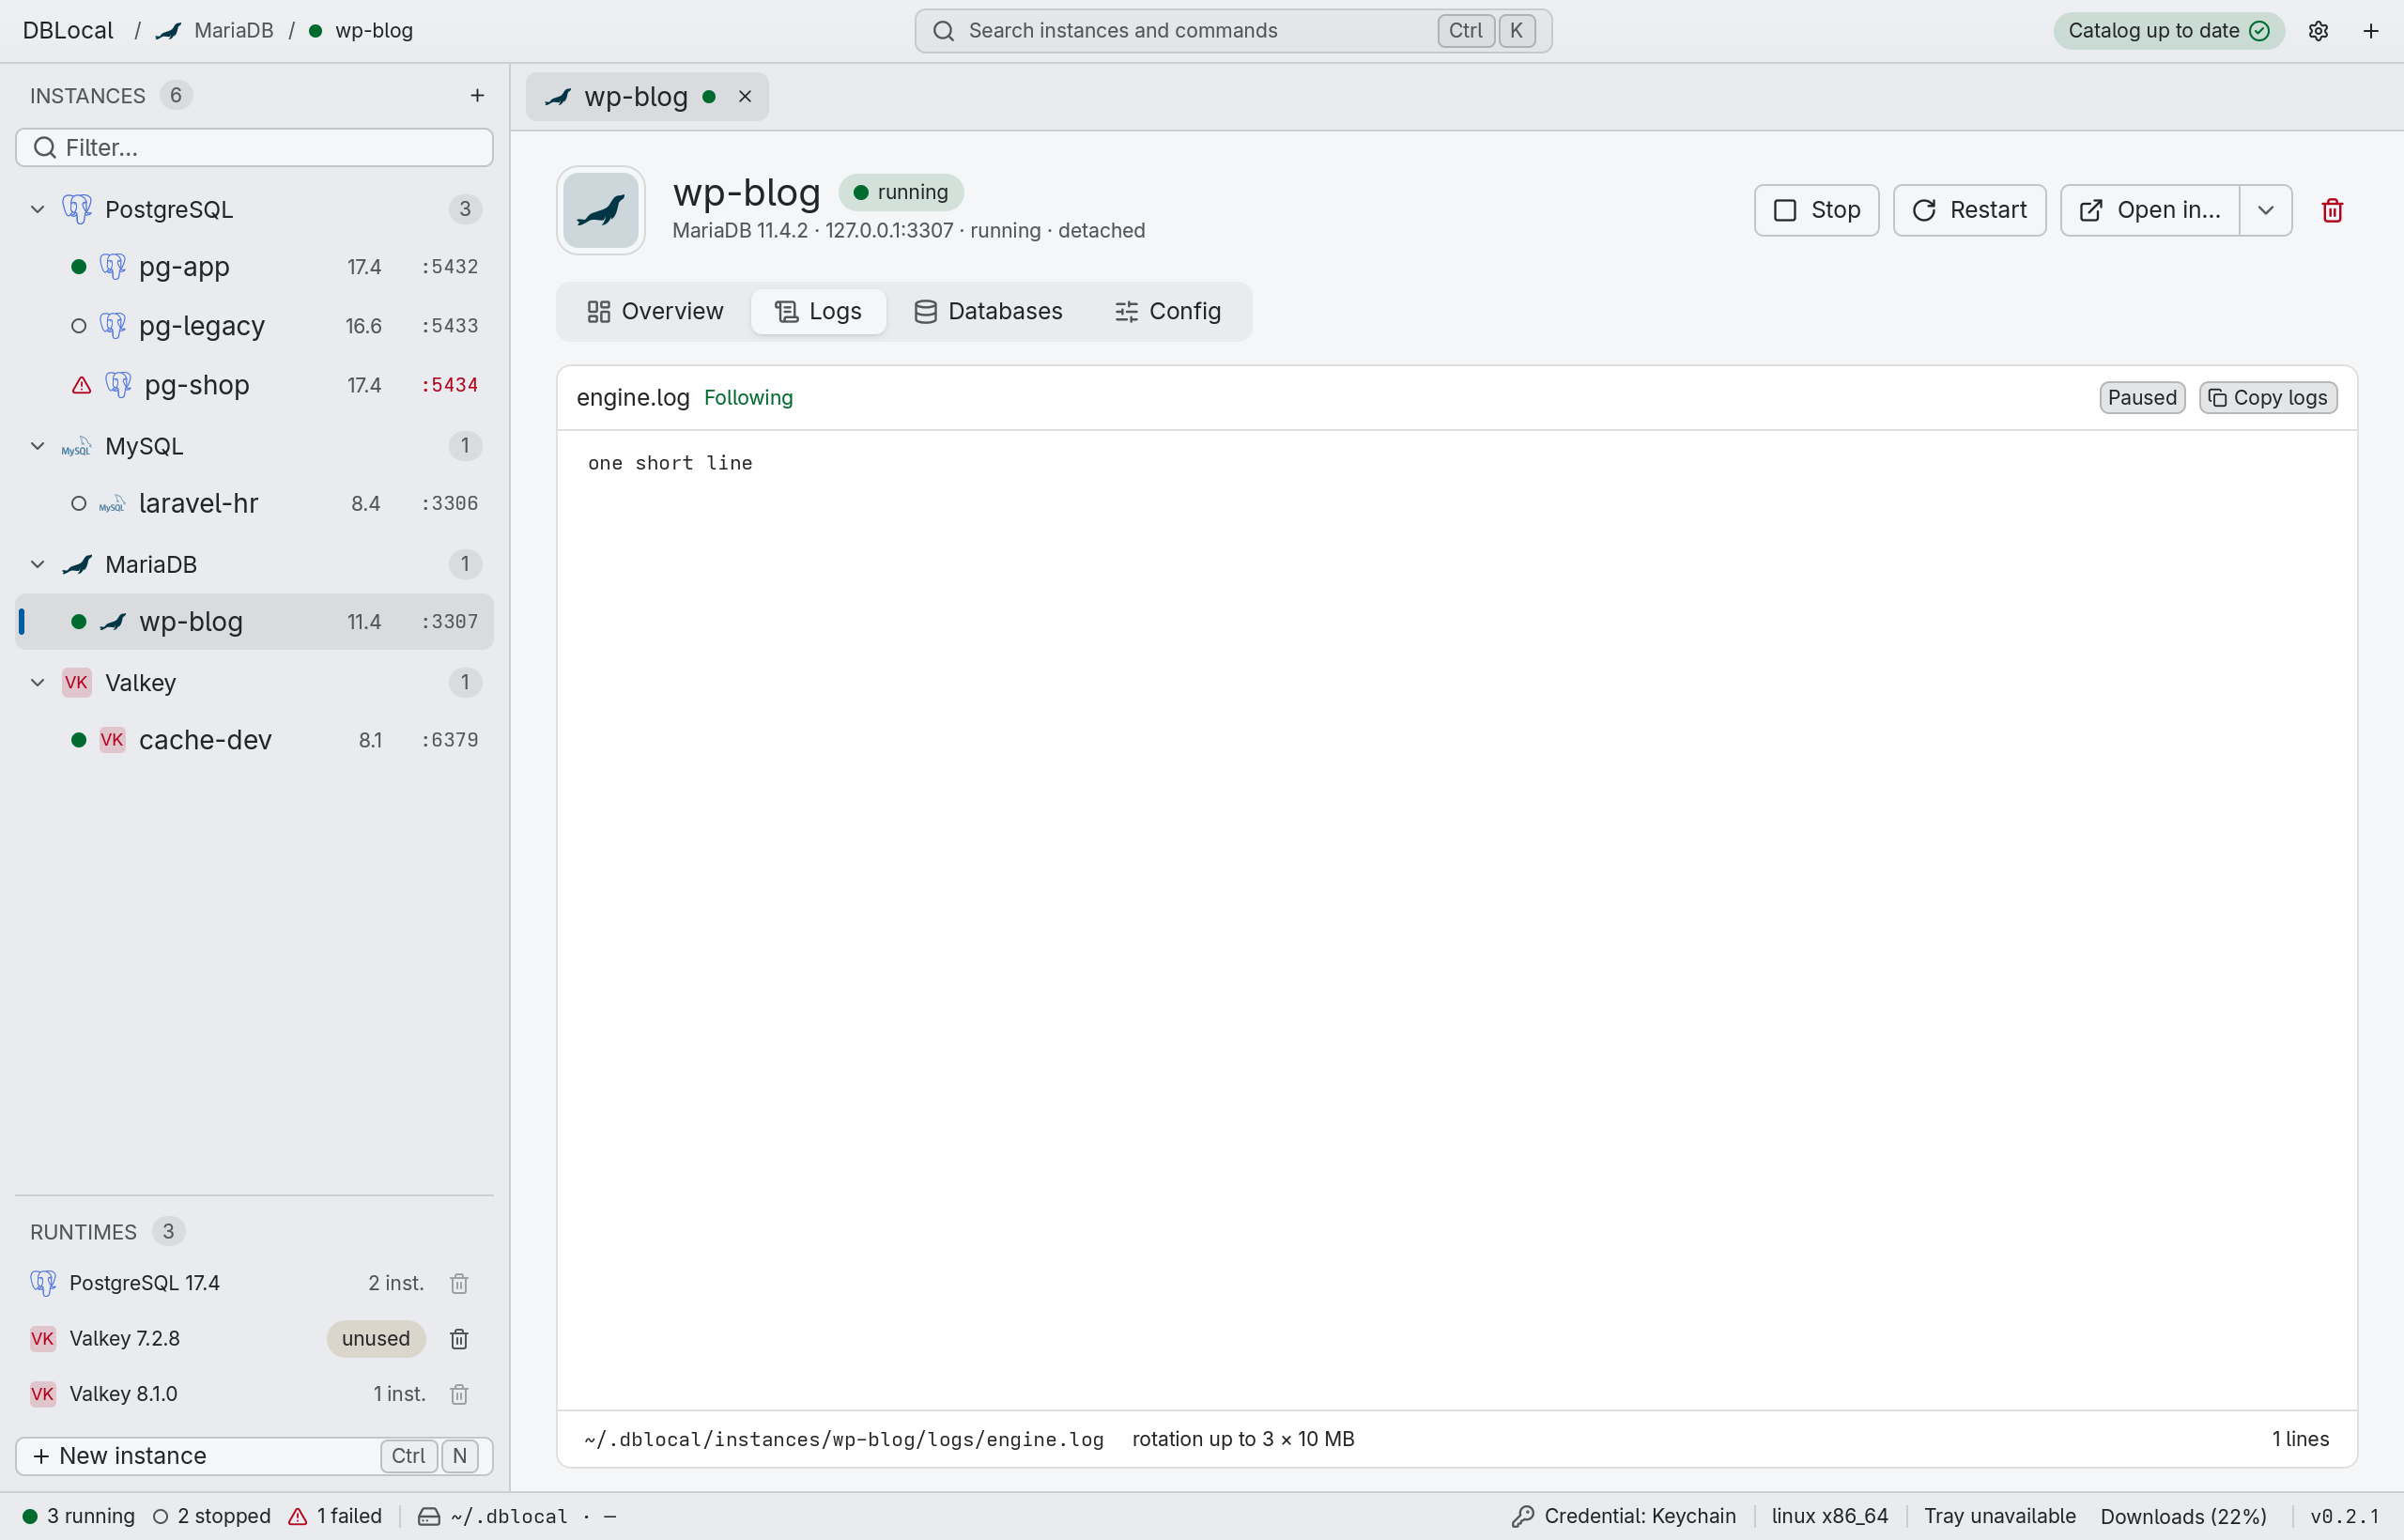 DBLocal / MariaDB / wp-blog
Search instances and commands Ctrl K
Catalog up to date
INSTANCES 6
Filter...
PostgreSQL 3
pg-app 17.4 :5432
pg-legacy 16.6 :5433
pg-shop 17.4 :5434
MySQL MySQL 1
MySQL laravel-hr 8.4 :3306
MariaDB 1
wp-blog 11.4 :3307
VK Valkey 1
VK cache-dev 8.1 :6379
RUNTIMES 3
PostgreSQL 17.4 2 inst.
VK Valkey 7.2.8 unused
VK Valkey 8.1.0 1 inst.
+ New instance Ctrl N
wp-blog
wp-blog running
MariaDB 11.4.2 · 127.0.0.1:3307 · running · detached
Stop Restart Open in...
Overview Logs Databases Config
engine.log Following Paused Copy logs
one short line
~/.dblocal/instances/wp-blog/logs/engine.log rotation up to 3 × 10 MB 1 lines
3 running 2 stopped 1 failed ~/.dblocal · — Credential: Keychain linux x86_64 Tray unavailable Downloads (22%) v0.2.1